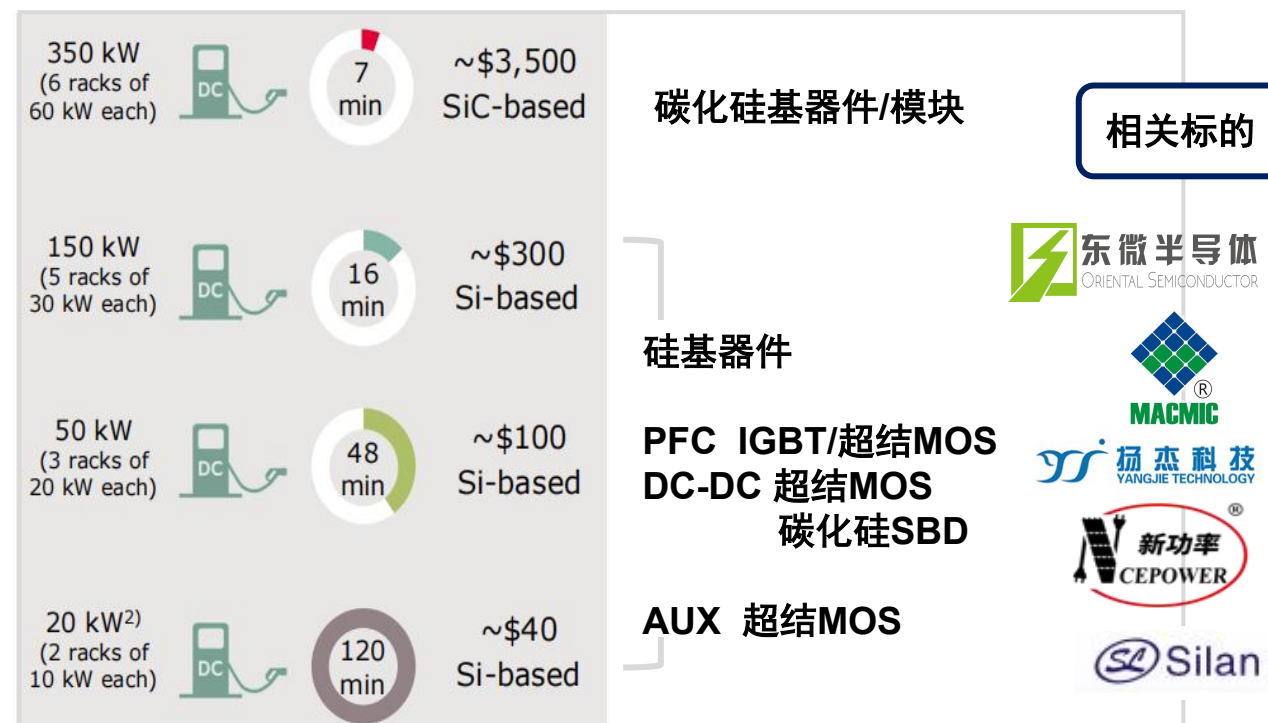 350 kW
(6 racks of
60 kW each)
DC
7
min
~$3,500
SiC-based
碳化硅基器件/模块
相关标的
150 kW
(5 racks of
30 kW each)
DC
16
min
~$300
Si-based
东微半导体
ORIENTAL SEMICONDUCTOR
硅基器件
®
MACMIC
50 kW
(3 racks of
20 kW each)
DC
48
min
~$100
Si-based
PFC IGBT/超结MOS
DC-DC 超结MOS
碳化硅SBD
扬杰科技
YANGJIE TECHNOLOGY
®
新功率
NCEPOWER
20 kW2)
(2 racks of
10 kW each)
DC
120
min
~$40
Si-based
AUX 超结MOS
SL Silan